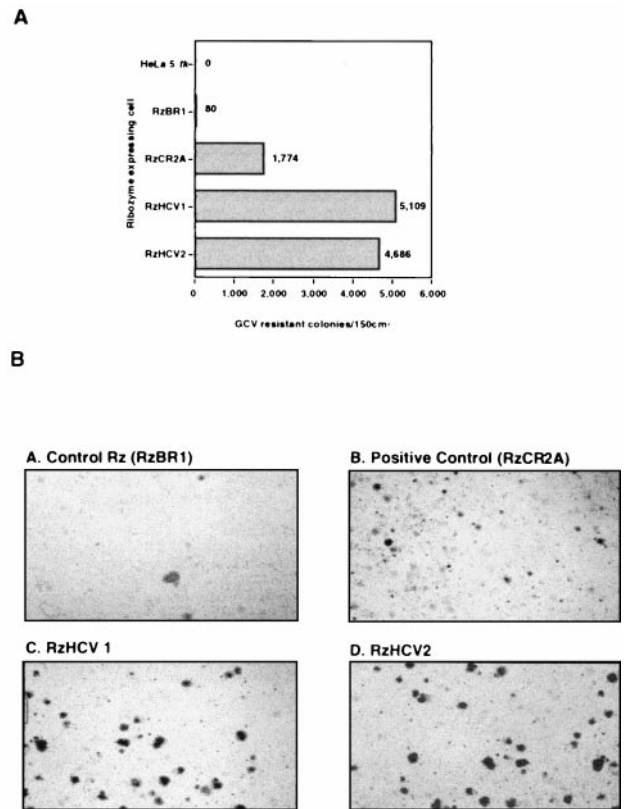 A
HeLa 5 tk
0
RzBR1
80
RzCR2A
1,774
RzHCV1
5,109
RzHCV2
4,686
Ribozyme expressing cell
0 1,000 2,000 3,000 4,000 5,000 6,000
GCV resistant colonies/150cm-
B
A. Control Rz (RzBR1)
B. Positive Control (RzCR2A)
C. RzHCV 1
D. RzHCV2